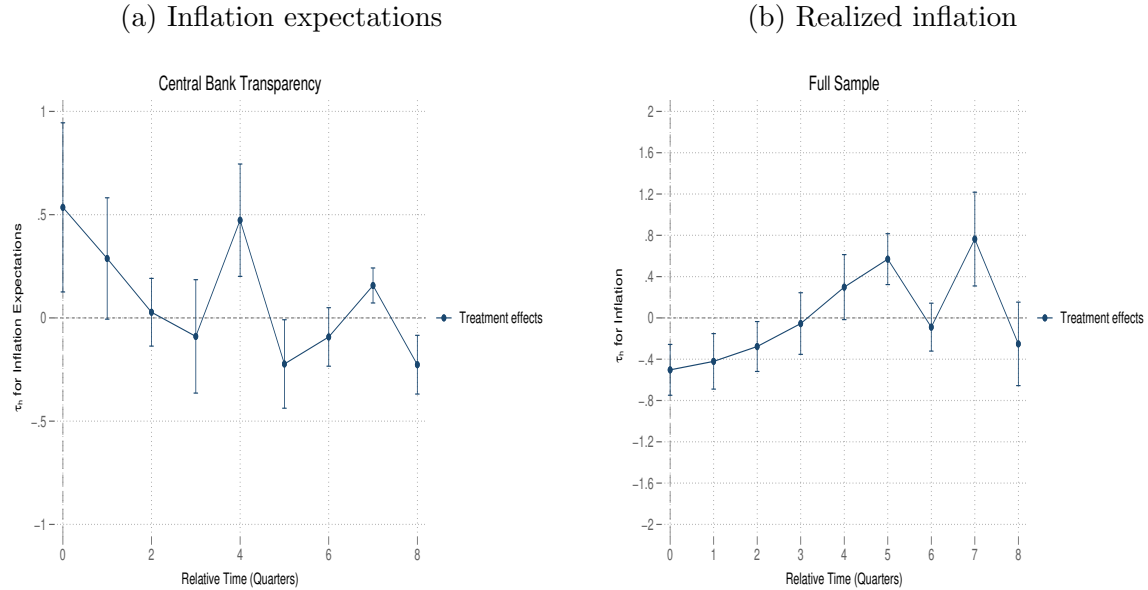 (a) Inflation expectations
(b) Realized inflation
Central Bank Transparency
1
.5
0
−.5
−1
τₕ for Inflation Expectations
0 2 4 6 8
Relative Time (Quarters)
Treatment effects
Full Sample
2
1.6
1.2
.8
.4
0
−.4
−.8
−1.2
−1.6
−2
τₕ for Inflation
0 1 2 3 4 5 6 7 8
Relative Time (Quarters)
Treatment effects